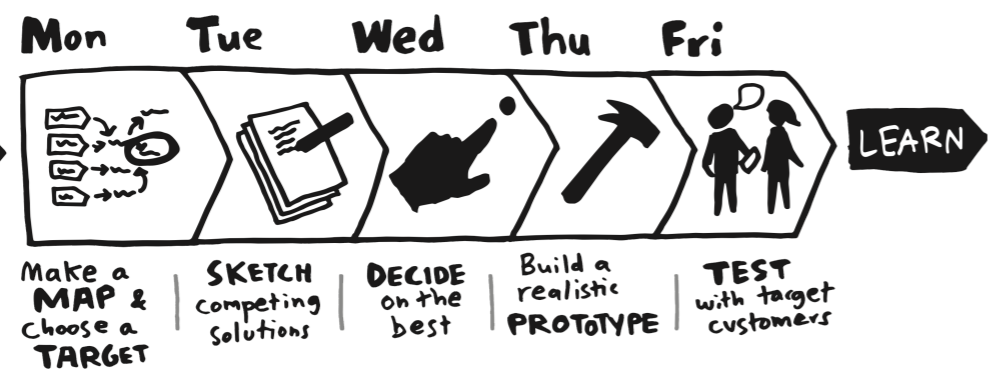 Mon
Tue
Wed
Thu
Fri
LEARN
Make a
MAP &
choose a
TARGET
SKETCH
competing
solutions
DECIDE
on the
best
Build a
realistic
PROTOTYPE
TEST
with target
customers